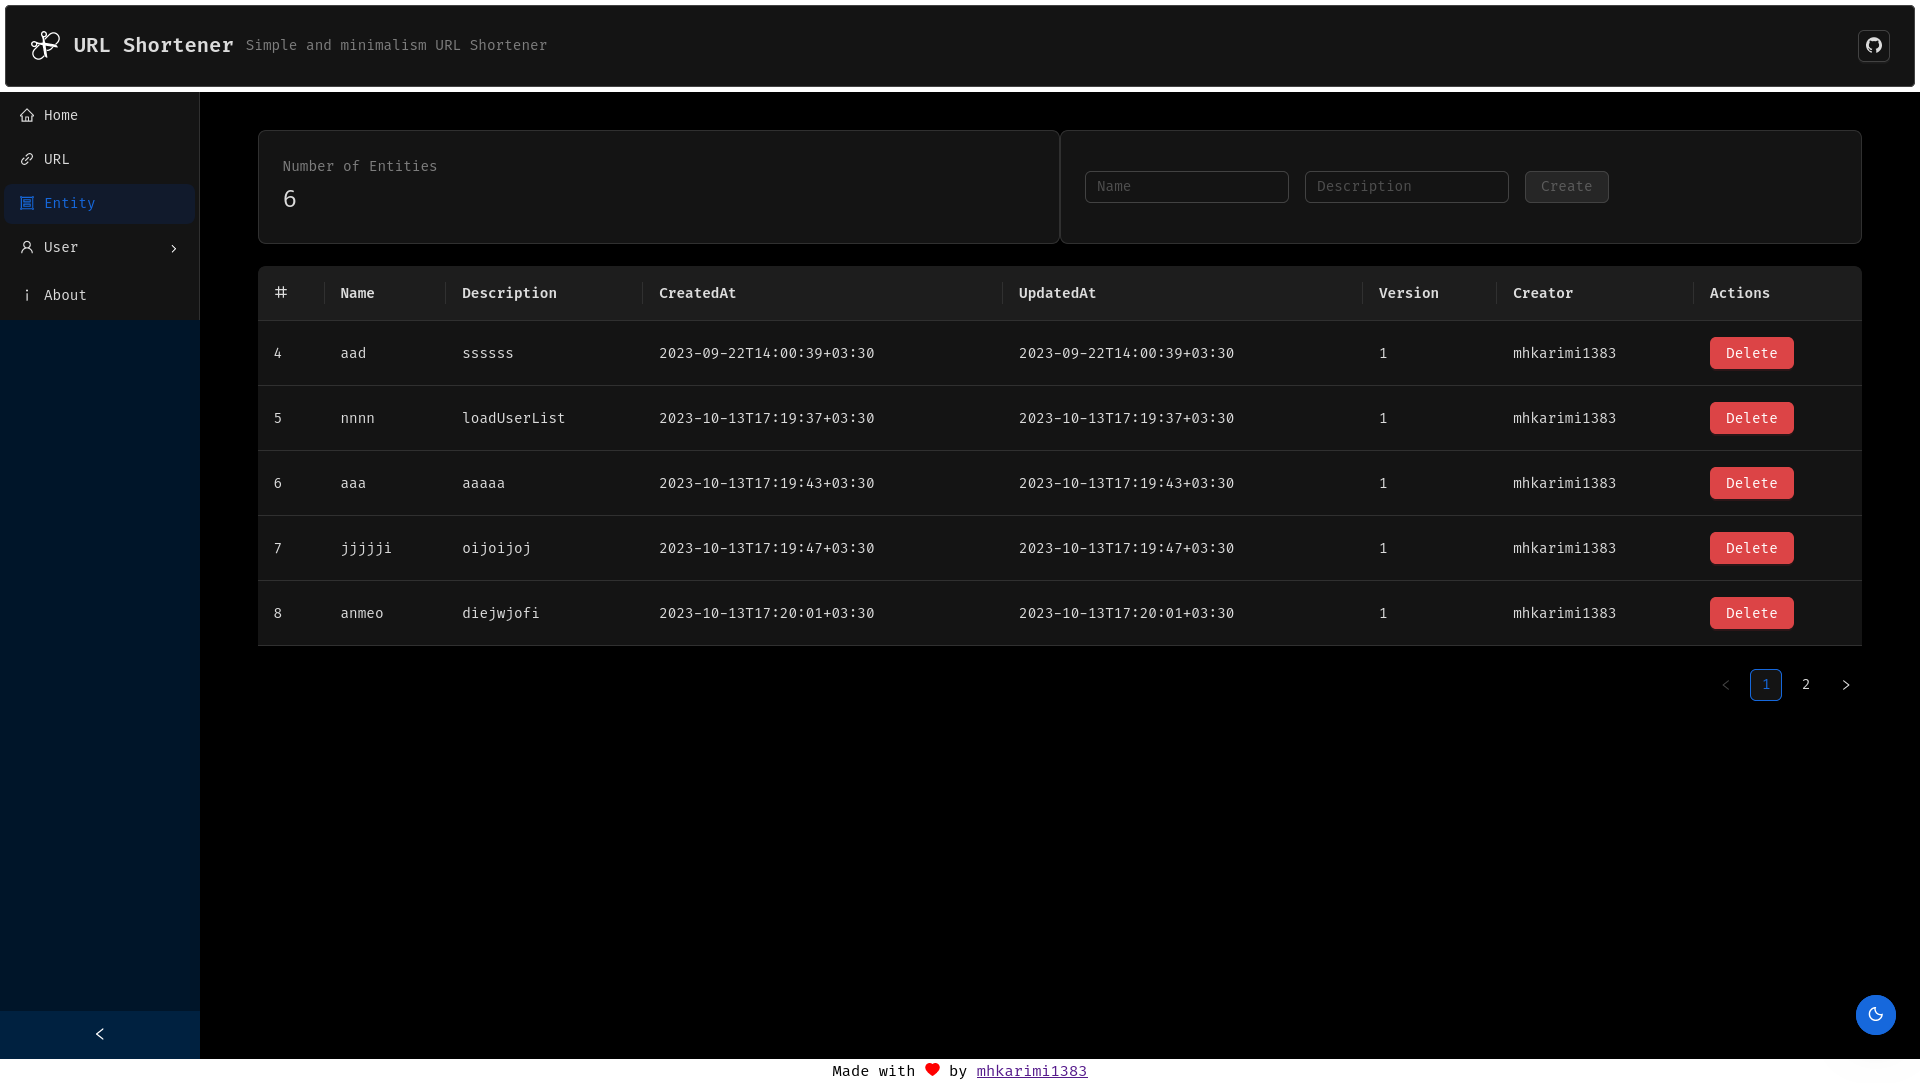 URL Shortener Simple and minimalism URL Shortener
Home
URL
Entity
User
About
Number of Entities
6
Name Description Create
# Name Description CreatedAt UpdatedAt Version Creator Actions
4 aad ssssss 2023-09-22T14:00:39+03:30 2023-09-22T14:00:39+03:30 1 mhkarimi1383 Delete
5 nnnn loadUserList 2023-10-13T17:19:37+03:30 2023-10-13T17:19:37+03:30 1 mhkarimi1383 Delete
6 aaa aaaaa 2023-10-13T17:19:43+03:30 2023-10-13T17:19:43+03:30 1 mhkarimi1383 Delete
7 jjjjji oijoijoj 2023-10-13T17:19:47+03:30 2023-10-13T17:19:47+03:30 1 mhkarimi1383 Delete
8 anmeo diejwjofi 2023-10-13T17:20:01+03:30 2023-10-13T17:20:01+03:30 1 mhkarimi1383 Delete
< 1 2 >
<
Made with ❤ by mhkarimi1383